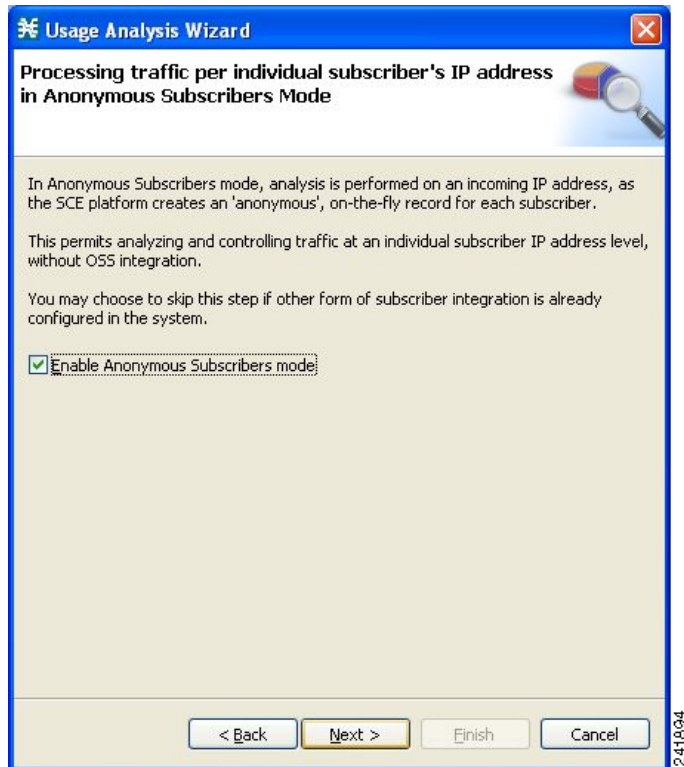 Usage Analysis Wizard
Processing traffic per individual subscriber's IP address
in Anonymous Subscribers Mode
In Anonymous Subscribers mode, analysis is performed on an incoming IP address, as
the SCE platform creates an 'anonymous', on-the-fly record for each subscriber.
This permits analyzing and controlling traffic at an individual subscriber IP address level,
without OSS integration.
You may choose to skip this step if other form of subscriber integration is already
configured in the system.
Enable Anonymous Subscribers mode
< Back Next > Finish Cancel
241894